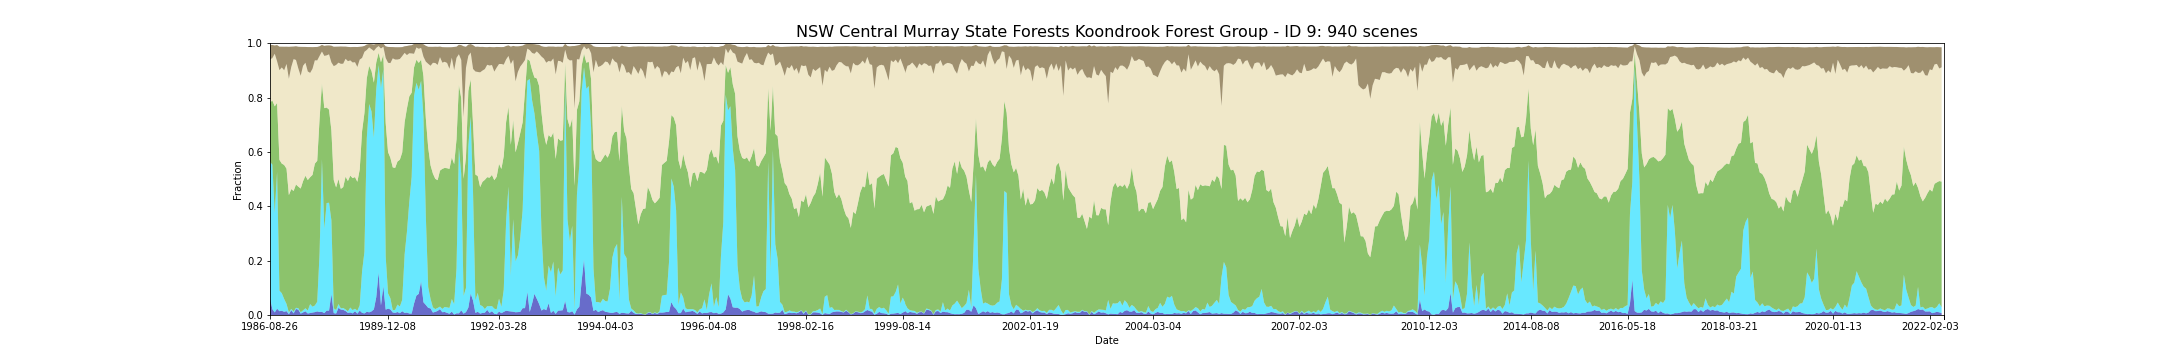 NSW Central Murray State Forests Koondrook Forest Group - ID 9: 940 scenes
Fraction
1.0
0.8
0.6
0.4
0.2
0.0
1986-08-26 1989-12-08 1992-03-28 1994-04-03 1996-04-08 1998-02-16 1999-08-14 2002-01-19 2004-03-04 2007-02-03 2010-12-03 2014-08-08 2016-05-18 2018-03-21 2020-01-13 2022-02-03
Date